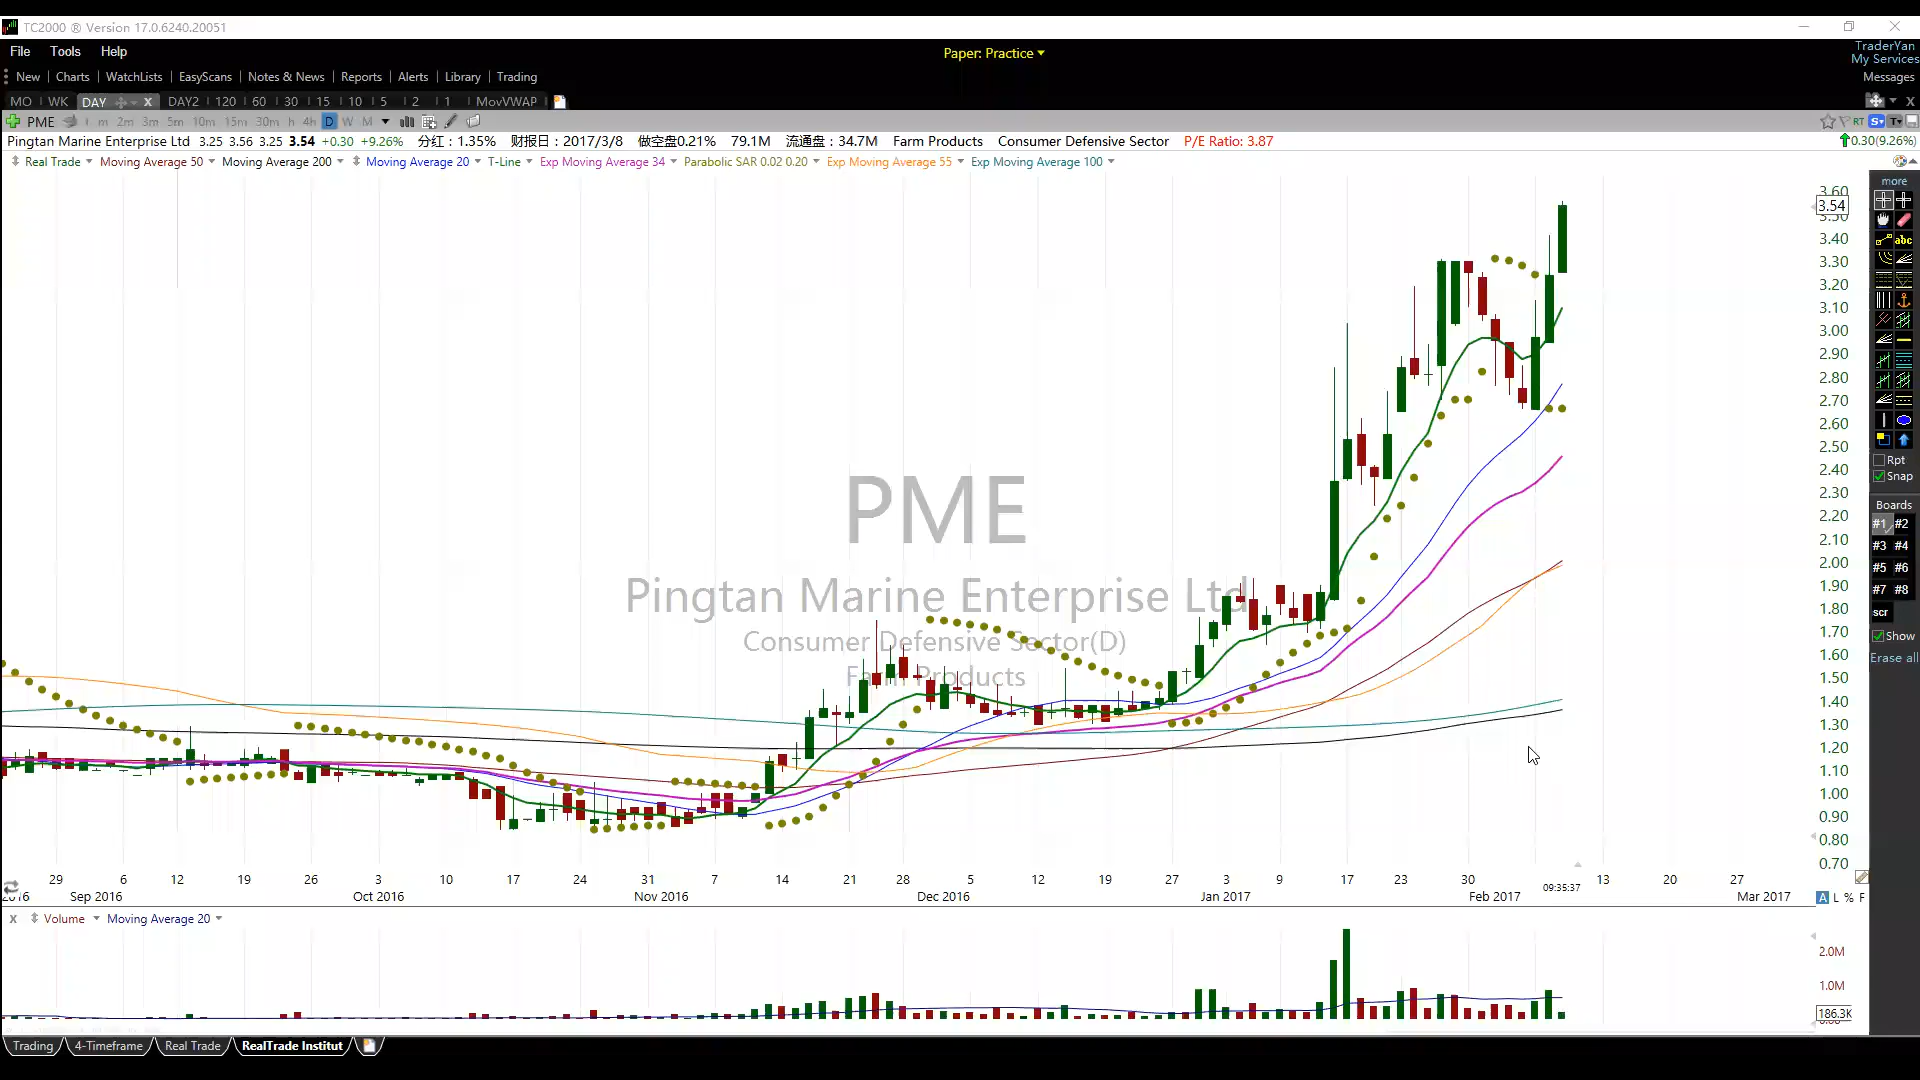 TC2000 ® Version 17.0.6240.20051
File Tools Help
Paper: Practice
TraderYan
My Services
New Charts WatchLists EasyScans Notes & News Reports Alerts Library Trading
Messages
MO WK DAY X DAY2 120 60 30 15 10 5 2 1 MovVWAP
X
PME 1 m 2m 3m 5m 10m 15m 30m h 4h D W M
RT S T
Pingtan Marine Enterprise Ltd 3.25 3.56 3.25 3.54 +0.30 +9.26% 分红：1.35% 财报日：2017/3/8 做空盘0.21% 79.1M 流通盘：34.7M Farm Products Consumer Defensive Sector P/E Ratio: 3.87
0.30(9.26%)
Real Trade Moving Average 50 Moving Average 200 Moving Average 20 T-Line Exp Moving Average 34 Parabolic SAR 0.02 0.20 Exp Moving Average 55 Exp Moving Average 100
more
abc
Rpt
Snap
Boards
#1 #2
#3 #4
#5 #6
#7 #8
scr
Show
Erase all
3.60
3.54
3.50
3.40
3.30
3.20
3.10
3.00
2.90
2.80
2.70
2.60
2.50
2.40
2.30
2.20
2.10
2.00
1.90
1.80
1.70
1.60
1.50
1.40
1.30
1.20
1.10
1.00
0.90
0.80
0.70
PME
Pingtan Marine Enterprise Ltd
Consumer Defensive Sector(D)
Farm Products
29 6 12 19 26 3 10 17 24 31 7 14 21 28 5 12 19 27 3 9 17 23 30 09:35:37 13 20 27
Sep 2016 Oct 2016 Nov 2016 Dec 2016 Jan 2017 Feb 2017 Mar 2017
A L % F
x Volume Moving Average 20
2.0M
1.0M
186.3K
Trading 4-Timeframe Real Trade RealTrade Institut